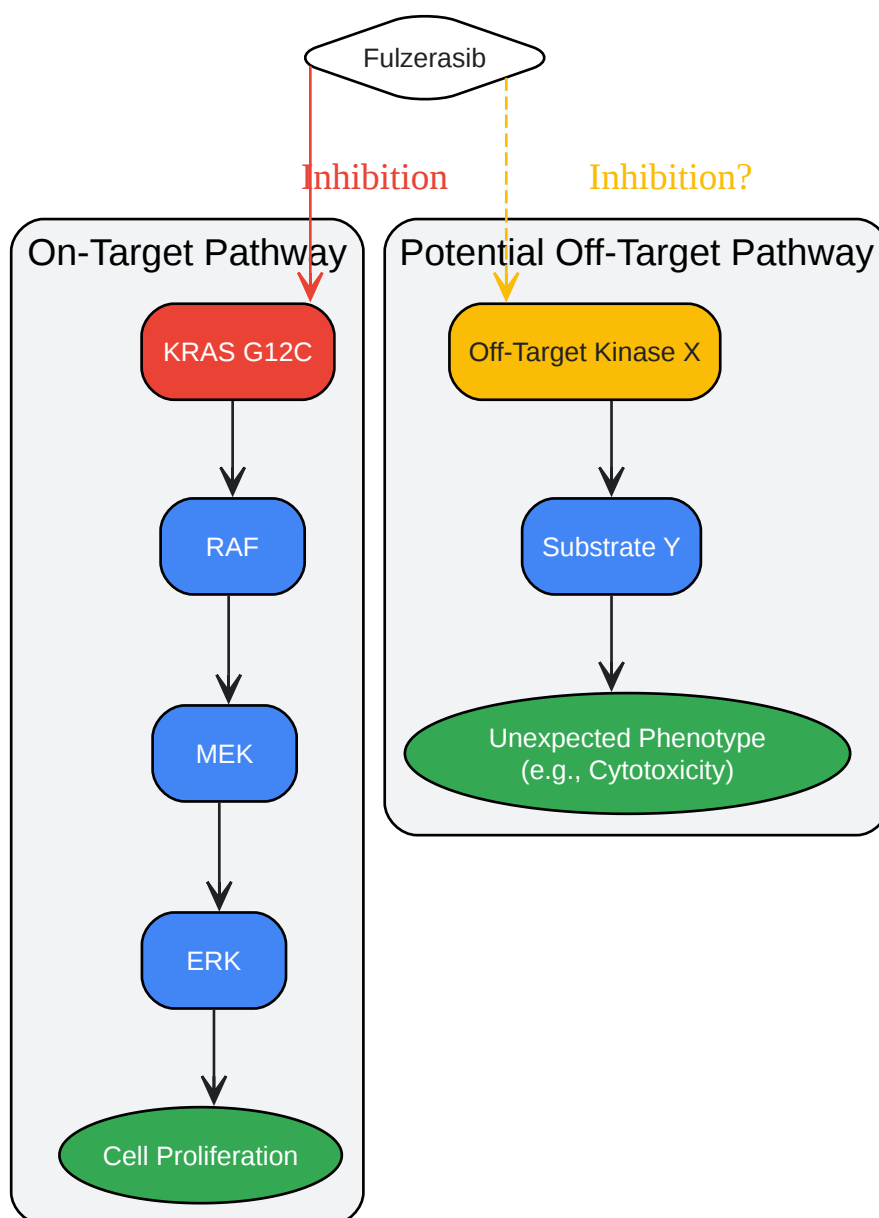 Fulzerasib
Inhibition
Inhibition?
On-Target Pathway
Potential Off-Target Pathway
KRAS G12C
Off-Target Kinase X
RAF
Substrate Y
MEK
Unexpected Phenotype
(e.g., Cytotoxicity)
ERK
Cell Proliferation